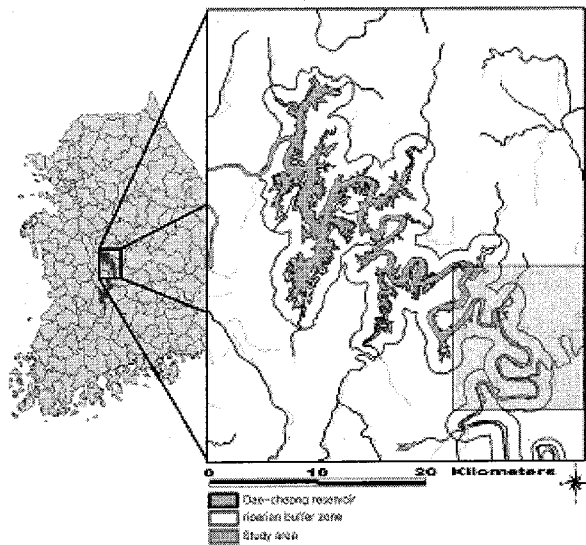 0 10 20 Kilometers
Dae-cheong reservoir
riparian buffer zone
Study area